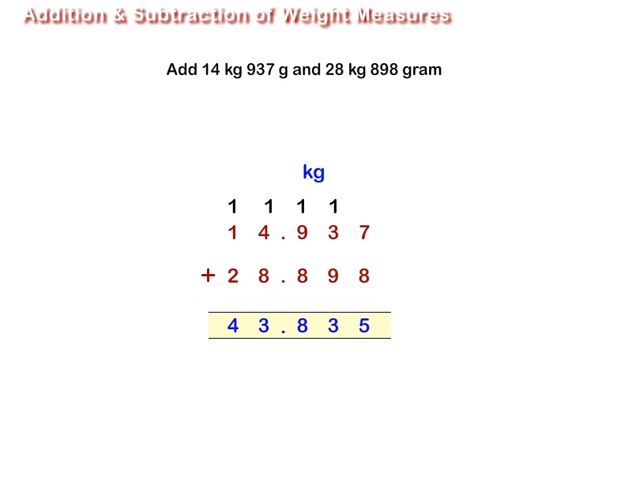 Addition & Subtraction of Weight Measures
Add 14 kg 937 g and 28 kg 898 gram
kg
1 1 1 1
1 4 . 9 3 7
+ 2 8 . 8 9 8
4 3 . 8 3 5